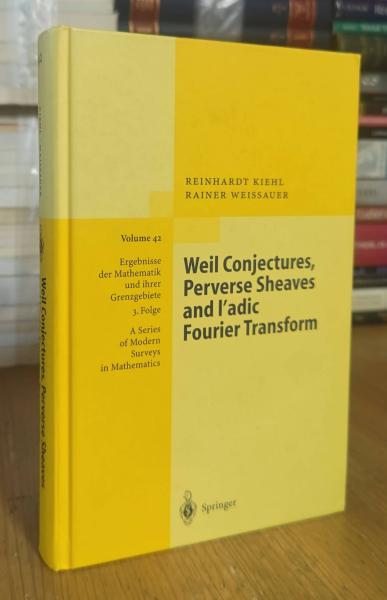 REINHARDT KIEHL
RAINER WEISSAUER
Volume 42
Ergebnisse
der Mathematik
und ihrer
Grenzgebiete
3. Folge
A Series
of Modern
Surveys
in Mathematics
Weil Conjectures,
Perverse Sheaves
and l'adic
Fourier Transform
Springer
Weil Conjectures, Perverse Sheaves